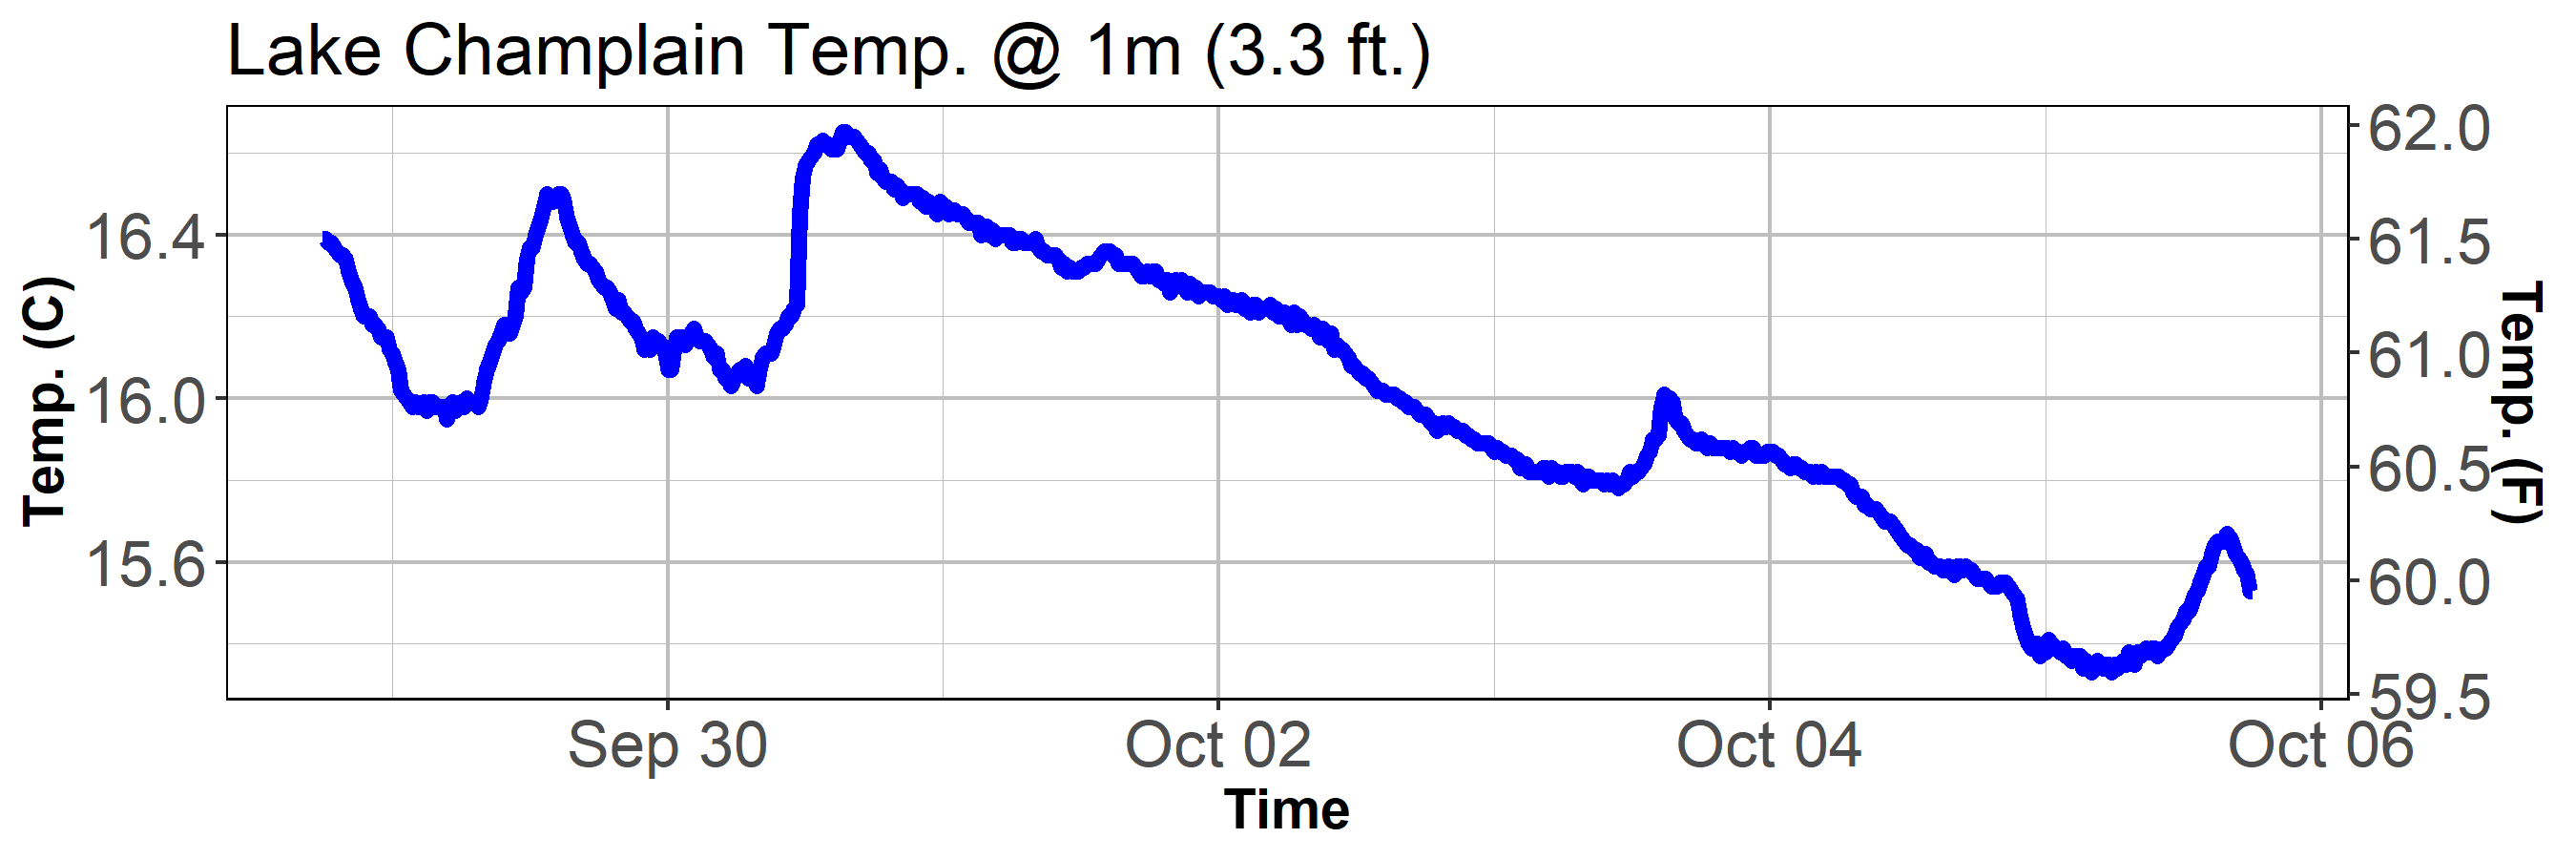 Lake Champlain Temp. @ 1m (3.3 ft.)
Temp. (C)
16.4
16.0
15.6
62.0
61.5
61.0
60.5
60.0
59.5
Temp. (F)
Sep 30
Oct 02
Oct 04
Oct 06
Time